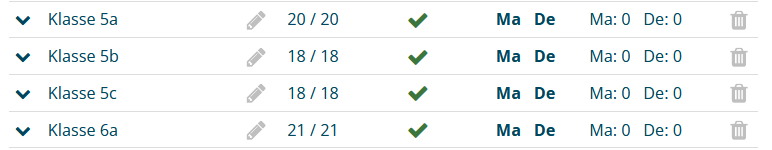 Klasse 5a 20 / 20 Ma De Ma: 0 De: 0
Klasse 5b 18 / 18 Ma De Ma: 0 De: 0
Klasse 5c 18 / 18 Ma De Ma: 0 De: 0
Klasse 6a 21 / 21 Ma De Ma: 0 De: 0